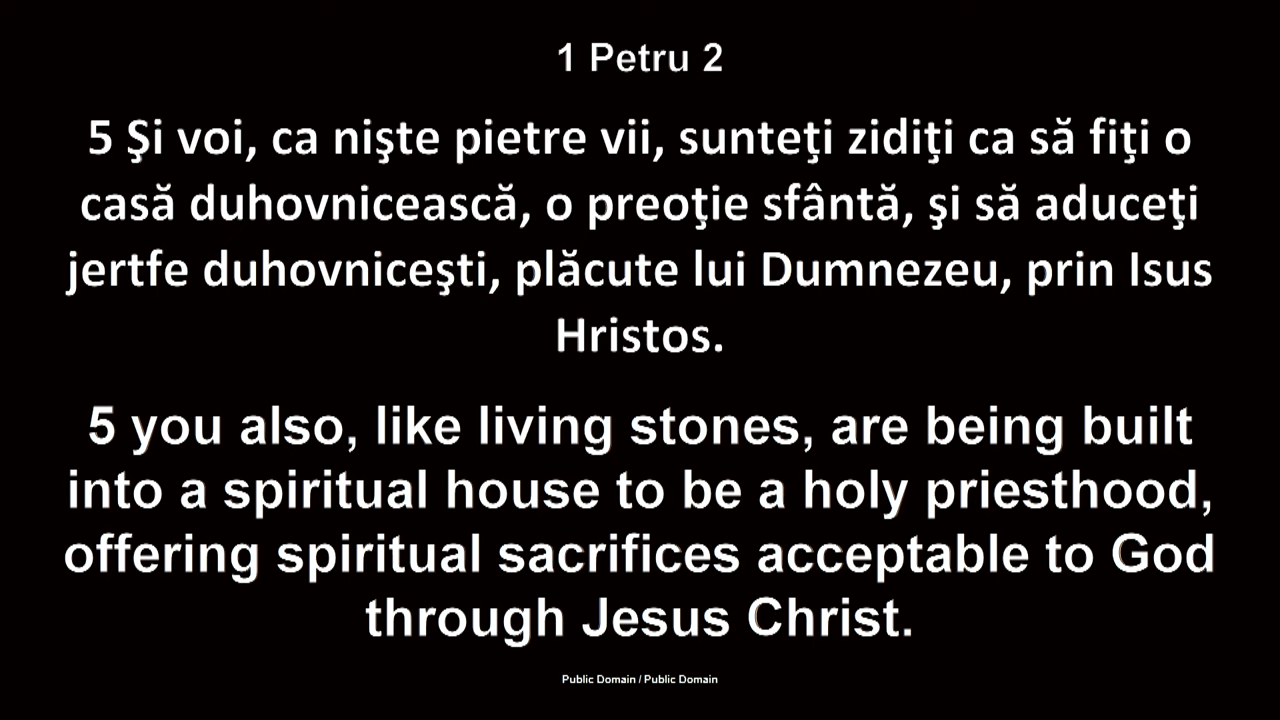 1 Petru 2
5 Şi voi, ca nişte pietre vii, sunteţi zidiţi ca să fiţi o
casă duhovnicească, o preoţie sfântă, şi să aduceţi
jertfe duhovniceşti, plăcute lui Dumnezeu, prin Isus
Hristos.
5 you also, like living stones, are being built
into a spiritual house to be a holy priesthood,
offering spiritual sacrifices acceptable to God
through Jesus Christ.
Public Domain / Public Domain